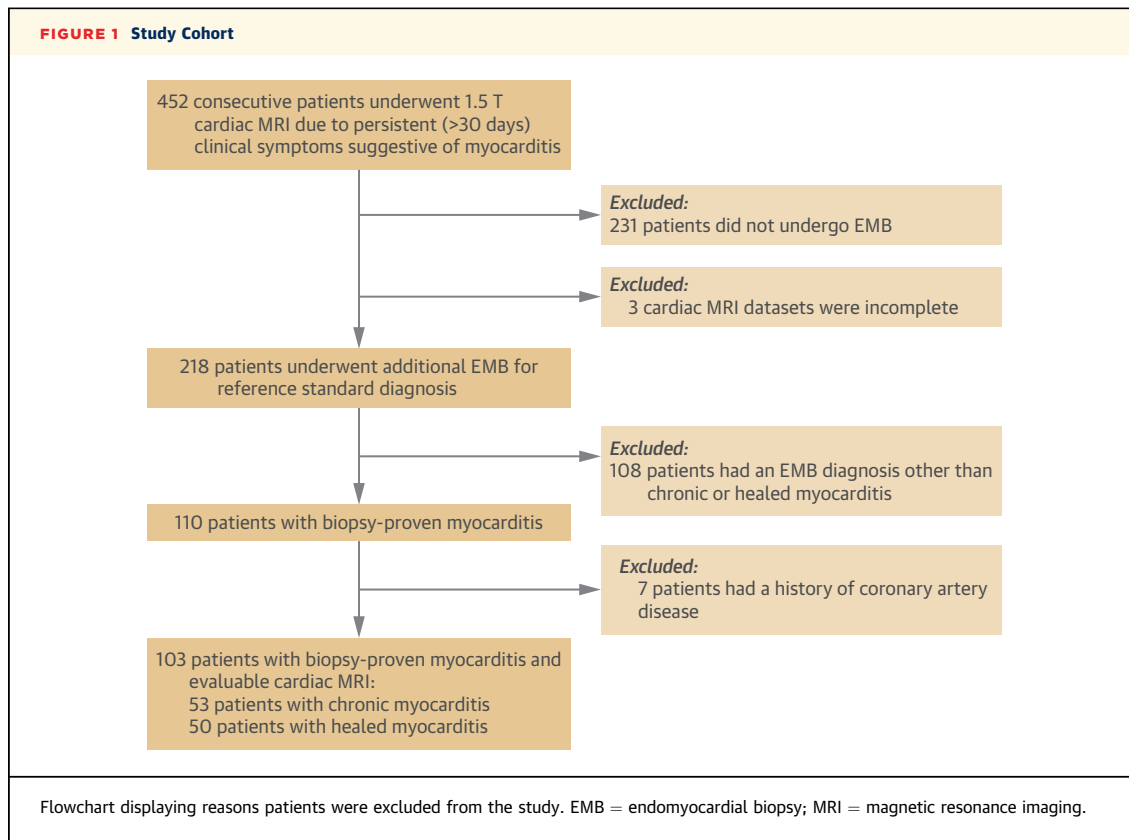 FIGURE 1 Study Cohort
452 consecutive patients underwent 1.5 T
cardiac MRI due to persistent (>30 days)
clinical symptoms suggestive of myocarditis
Excluded:
231 patients did not undergo EMB
Excluded:
3 cardiac MRI datasets were incomplete
218 patients underwent additional EMB for
reference standard diagnosis
Excluded:
108 patients had an EMB diagnosis other than
chronic or healed myocarditis
110 patients with biopsy-proven myocarditis
Excluded:
7 patients had a history of coronary artery
disease
103 patients with biopsy-proven myocarditis and
evaluable cardiac MRI:
53 patients with chronic myocarditis
50 patients with healed myocarditis
Flowchart displaying reasons patients were excluded from the study. EMB = endomyocardial biopsy; MRI = magnetic resonance imaging.